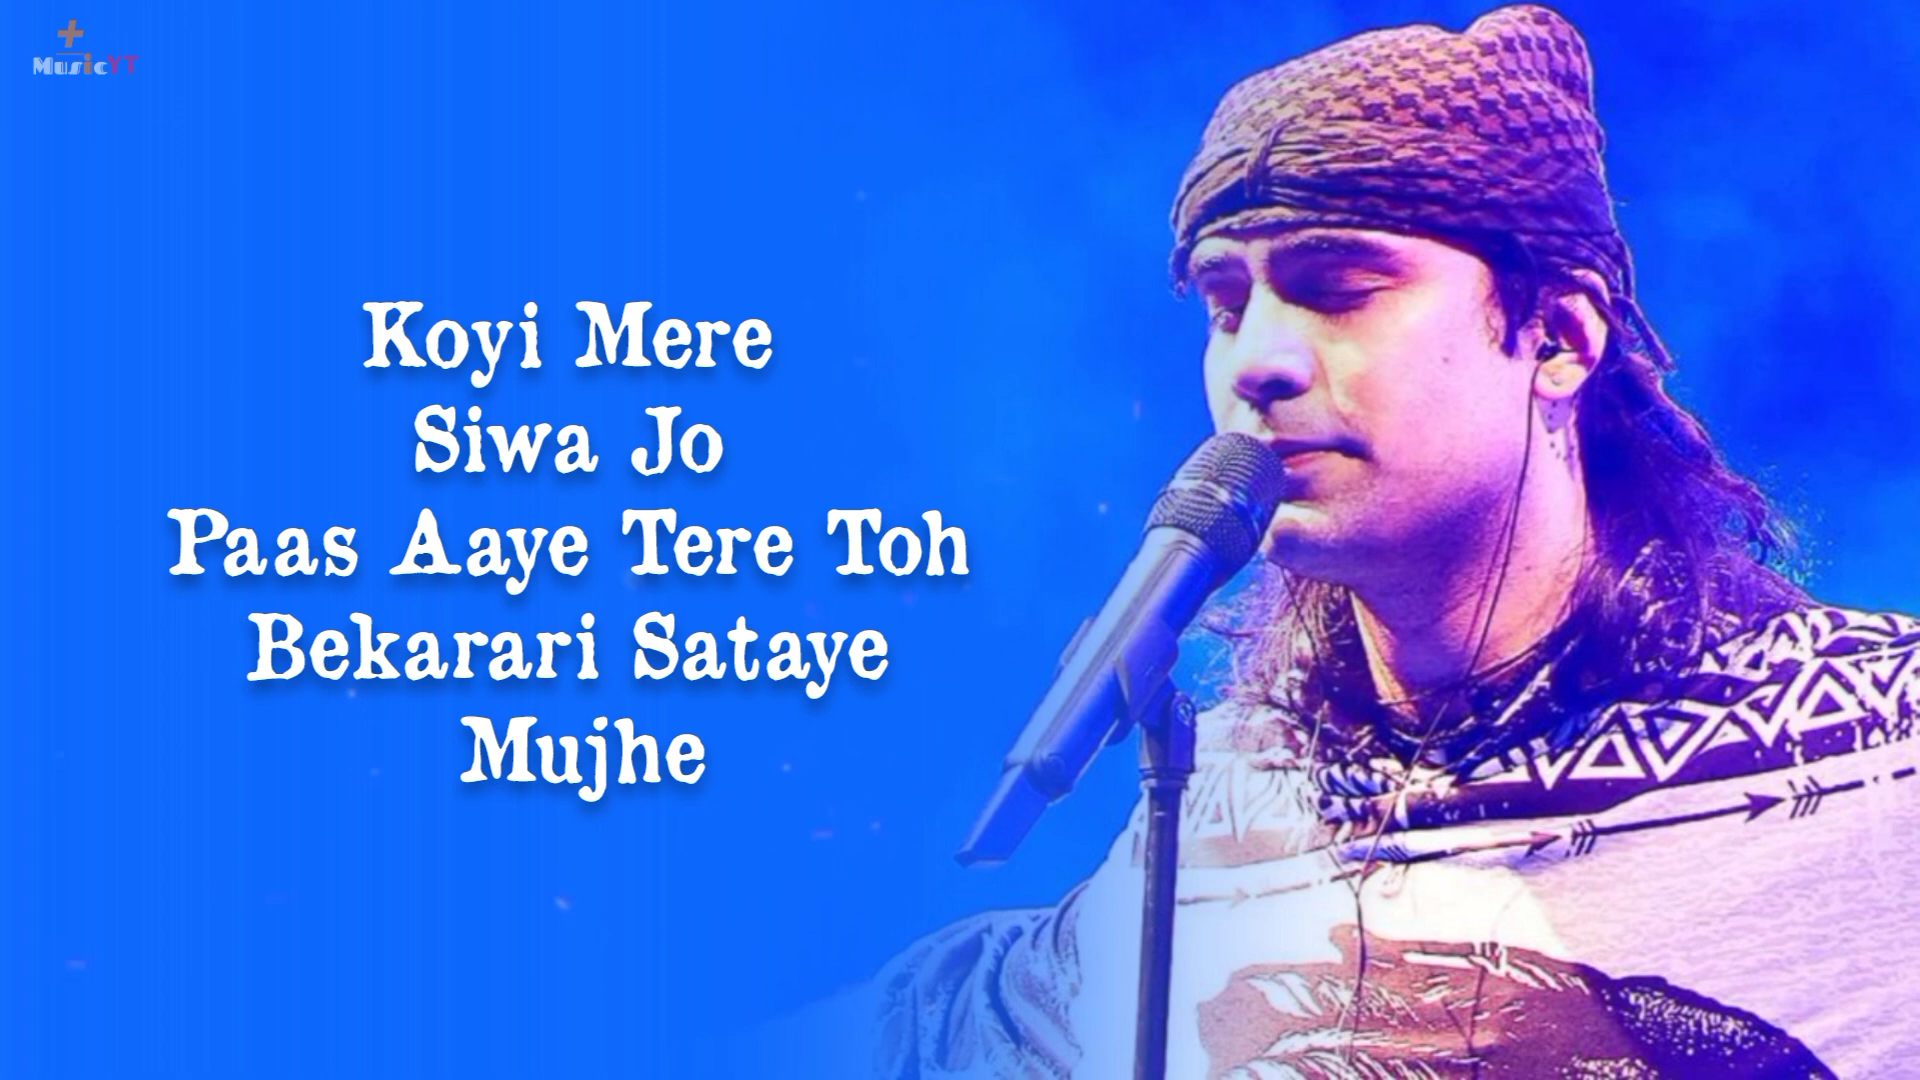 +
MusicYT
Koyi Mere
Siwa Jo
Paas Aaye Tere Toh
Bekarari Sataye
Mujhe